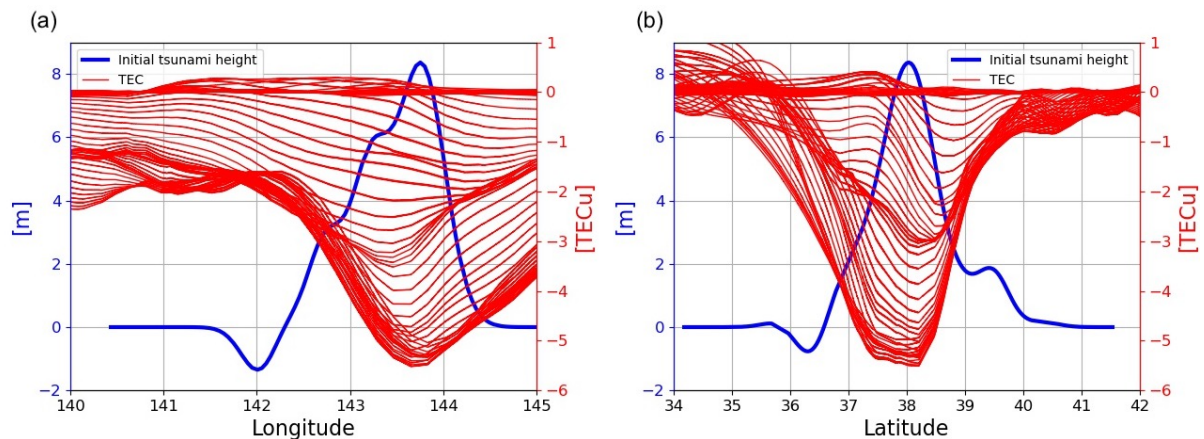 (a)
Initial tsunami height
TEC
8
6
4
2
0
−2
[m]
1
0
−1
−2
−3
−4
−5
−6
[TECu]
140 141 142 143 144 145
Longitude
(b)
Initial tsunami height
TEC
8
6
4
2
0
−2
[m]
1
0
−1
−2
−3
−4
−5
−6
[TECu]
34 35 36 37 38 39 40 41 42
Latitude